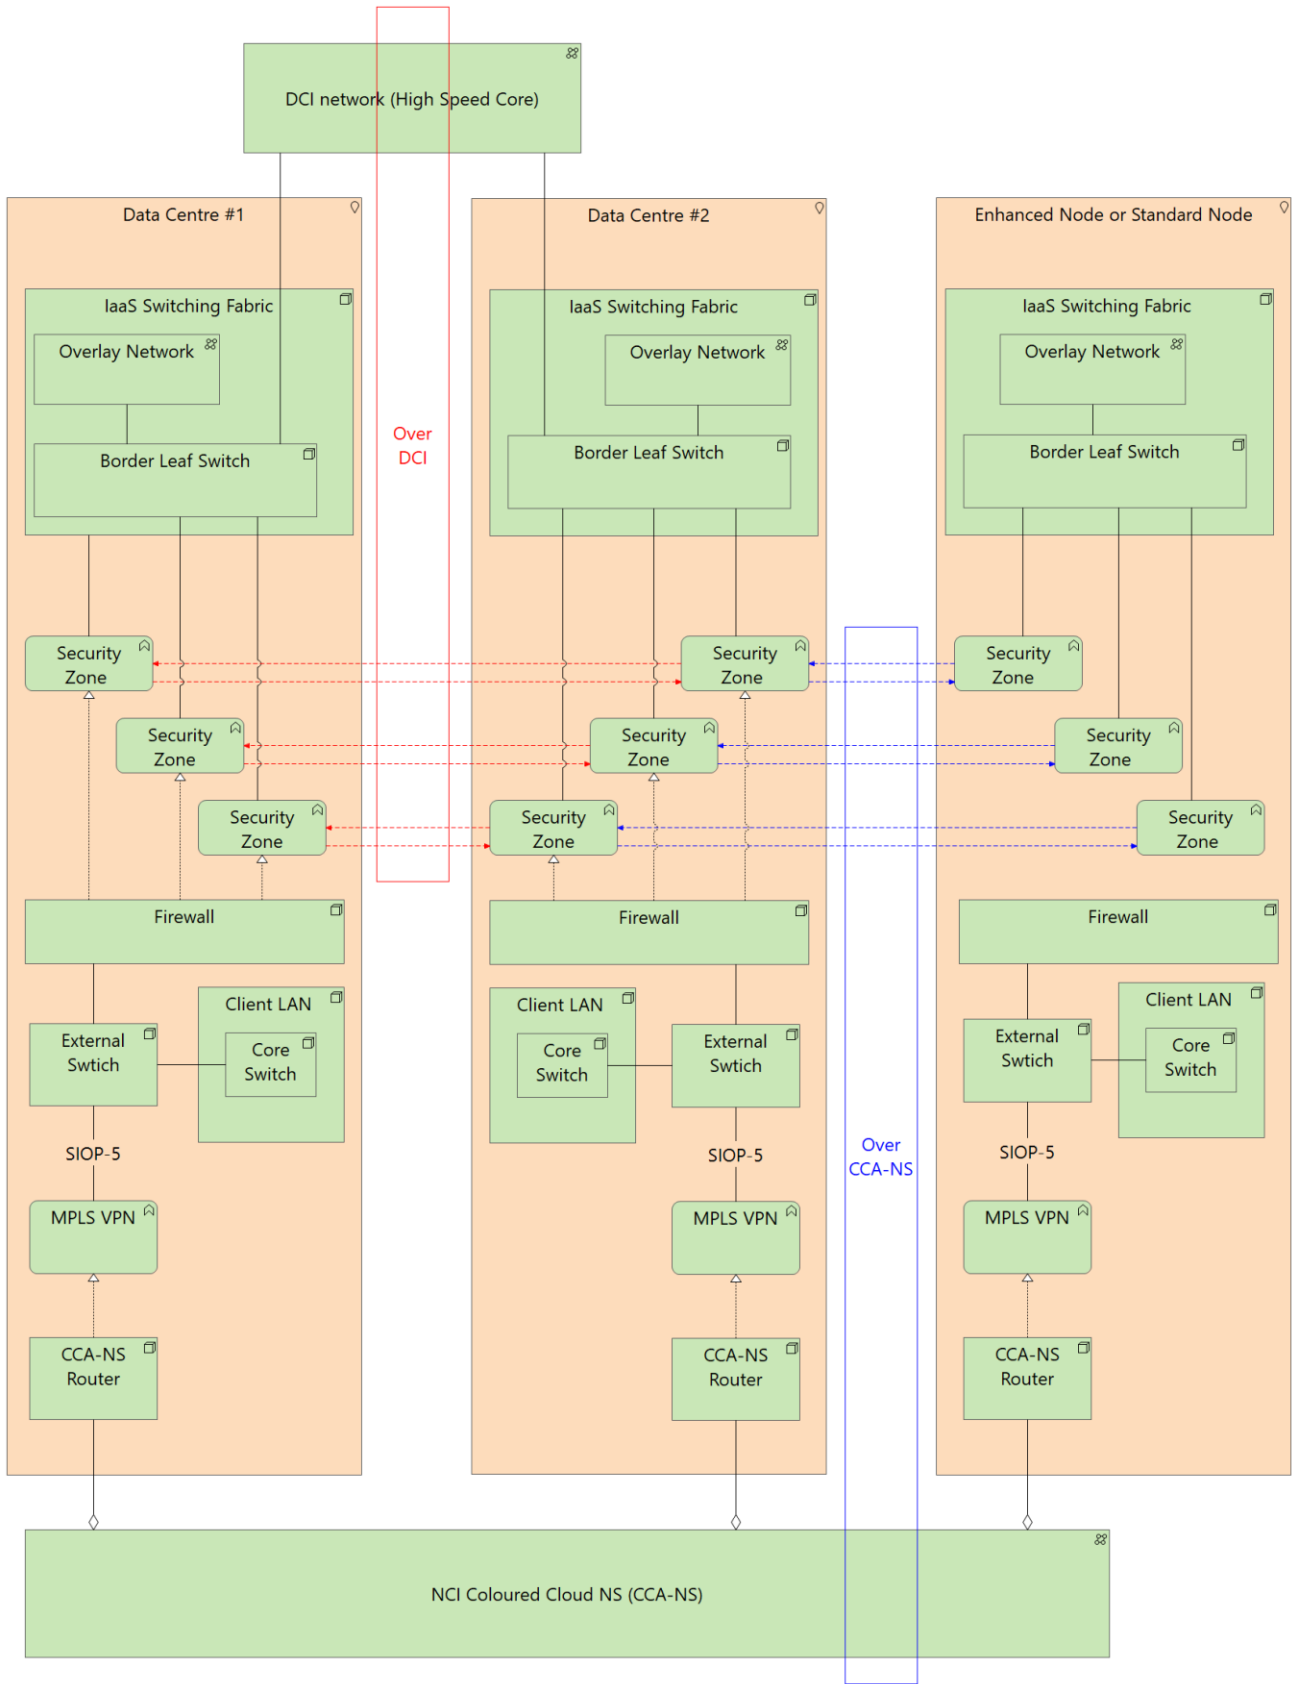 DCI network (High Speed Core)
Data Centre #1
Data Centre #2
Enhanced Node or Standard Node
IaaS Switching Fabric
IaaS Switching Fabric
IaaS Switching Fabric
Overlay Network
Overlay Network
Overlay Network
Over
DCI
Border Leaf Switch
Border Leaf Switch
Border Leaf Switch
Security
Zone
Security
Zone
Security
Zone
Security
Zone
Security
Zone
Security
Zone
Security
Zone
Security
Zone
Security
Zone
Firewall
Firewall
Firewall
Client LAN
Client LAN
Client LAN
External
Swtich
Core
Switch
Core
Switch
External
Swtich
External
Swtich
Core
Switch
SIOP-5
SIOP-5
SIOP-5
Over
CCA-NS
MPLS VPN
MPLS VPN
MPLS VPN
CCA-NS
Router
CCA-NS
Router
CCA-NS
Router
NCI Coloured Cloud NS (CCA-NS)